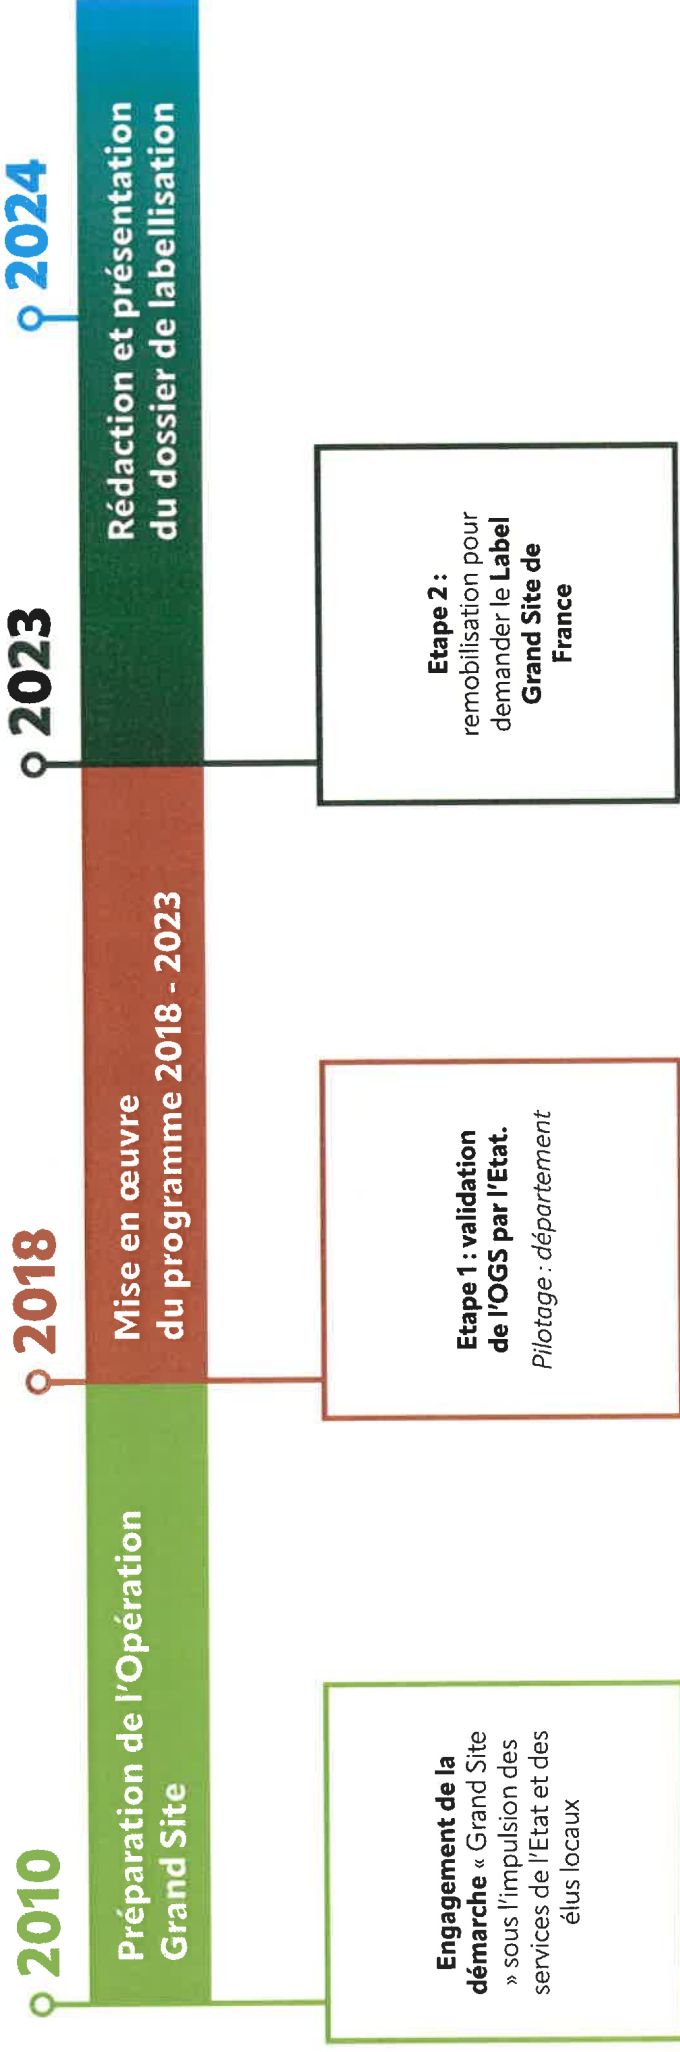 2010
2018
2023
2024
Préparation de l'Opération
Grand Site
Mise en œuvre
du programme 2018 - 2023
Rédaction et présentation
du dossier de labellisation
Engagement de la
démarche « Grand Site
» sous l'impulsion des
services de l'Etat et des
élus locaux
Etape 1 : validation
de l'OGS par l'Etat.
Pilotage : département
Etape 2 :
remobilisation pour
demander le Label
Grand Site de
France